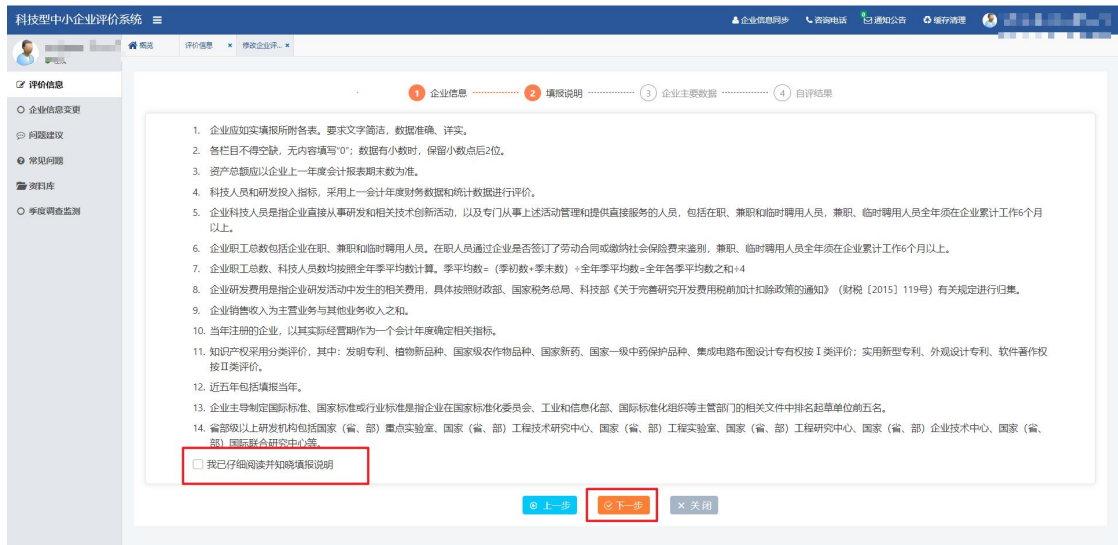 科技型中小企业评价系统
企业信息同步 咨询电话 通知公告 缓存清理
概览 评价信息 × 修改企业评... ×
评价信息
企业信息变更
问题建议
常见问题
资料库
季度调查监测
1 企业信息 2 填报说明 3 企业主要数据 4 自评结果
1. 企业应如实填报所附各表。要求文字简洁，数据准确、详实。
2. 各栏目不得空缺，无内容填写"0"；数据有小数时，保留小数点后2位。
3. 资产总额应以企业上一年度会计报表期末数为准。
4. 科技人员和研发投入指标，采用上一会计年度财务数据和统计数据进行评价。
5. 企业科技人员是指企业直接从事研发和相关技术创新活动，以及专门从事上述活动管理和提供直接服务的人员，包括在职、兼职和临时聘用人员，兼职、临时聘用人员全年须在企业累计工作6个月
以上。
6. 企业职工总数包括企业在职、兼职和临时聘用人员。在职人员通过企业是否签订了劳动合同或缴纳社会保险费来鉴别，兼职、临时聘用人员全年须在企业累计工作6个月以上。
7. 企业职工总数、科技人员数均按照全年季平均数计算。季平均数=（季初数+季末数）÷全年季平均数=全年各季平均数之和÷4
8. 企业研发费用是指企业研发活动中发生的相关费用，具体按照财政部、国家税务总局、科技部《关于完善研究开发费用税前加计扣除政策的通知》（财税〔2015〕119号）有关规定进行归集。
9. 企业销售收入为主营业务与其他业务收入之和。
10. 当年注册的企业，以其实际经营期作为一个会计年度确定相关指标。
11. 知识产权采用分类评价，其中：发明专利、植物新品种、国家级农作物品种、国家新药、国家一级中药保护品种、集成电路布图设计专有权按Ⅰ类评价；实用新型专利、外观设计专利、软件著作权
按Ⅱ类评价。
12. 近五年包括填报当年。
13. 企业主导制定国际标准、国家标准或行业标准是指企业在国家标准化委员会、工业和信息化部、国际标准化组织等主管部门的相关文件中排名起草单位前五名。
14. 省部级以上研发机构包括国家（省、部）重点实验室、国家（省、部）工程技术研究中心、国家（省、部）工程实验室、国家（省、部）工程研究中心、国家（省、部）企业技术中心、国家（省、
部）国际联合研究中心等。
我已仔细阅读并知晓填报说明
上一步 下一步 × 关闭